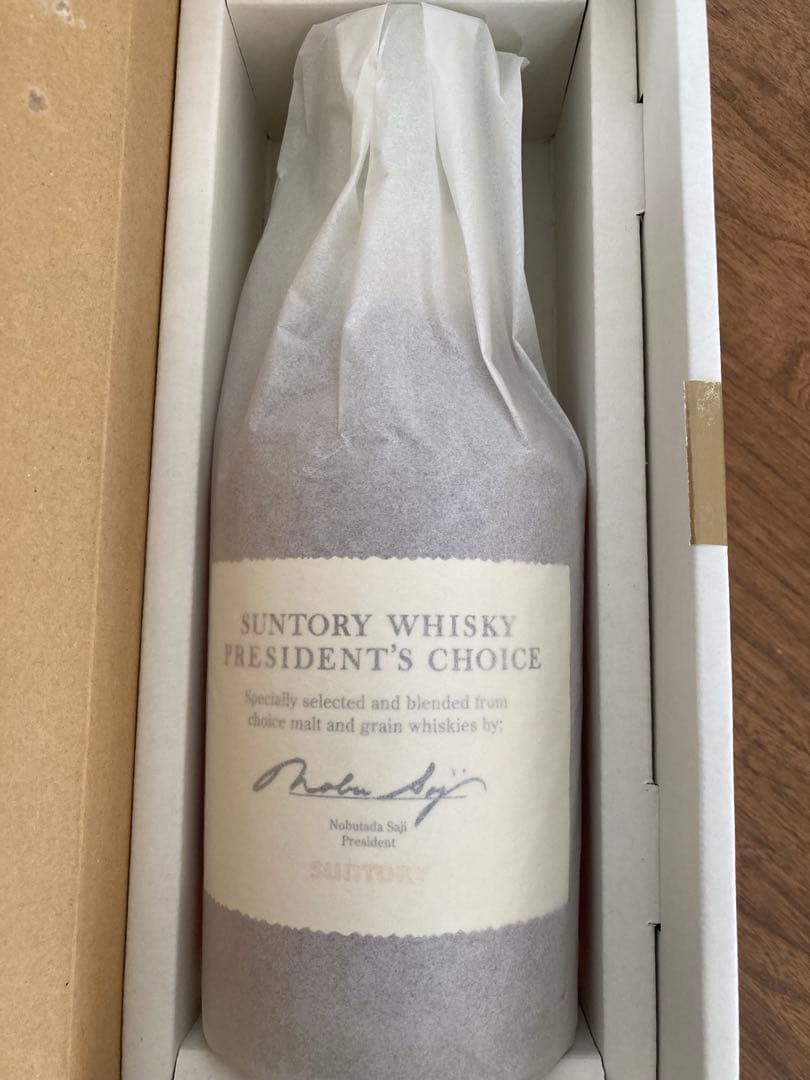 SUNTORY WHISKY
PRESIDENT'S CHOICE
Specially selected and blended from
choice malt and grain whiskies by:
Nobu Saji
Nobutada Saji
President
SUNTORY